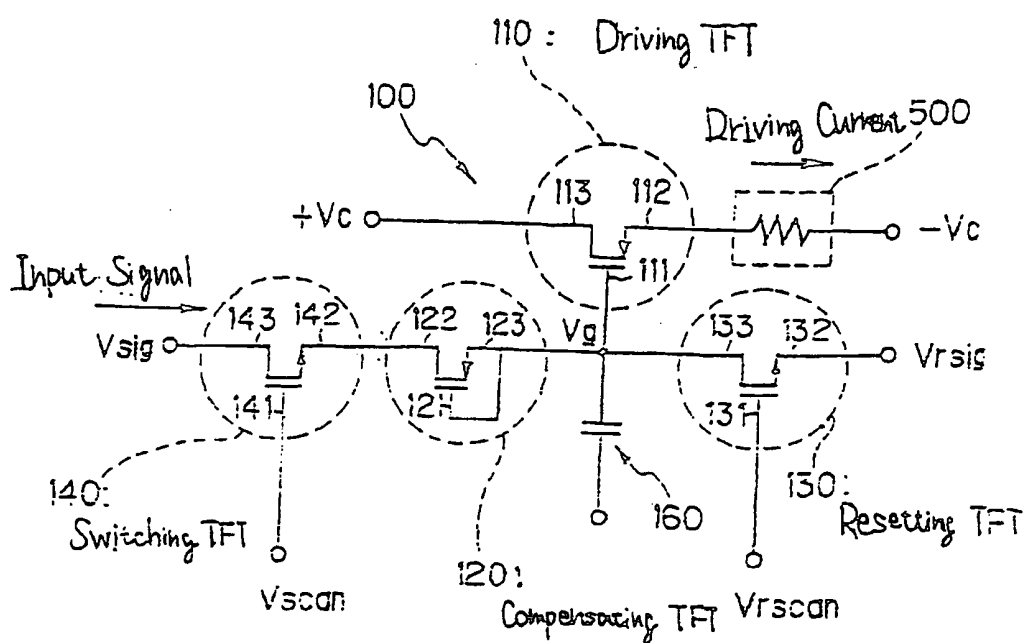 110 : Driving TFT
100
Driving Current 500
113
112
+Vc
-Vc
111
Input Signal
143
142
122
123
Vg
133
132
Vsig
Vrsig
141
121
131
140:
Switching TFT
160
130:
Resetting TFT
120:
Compensating TFT
Vscan
Vrscan